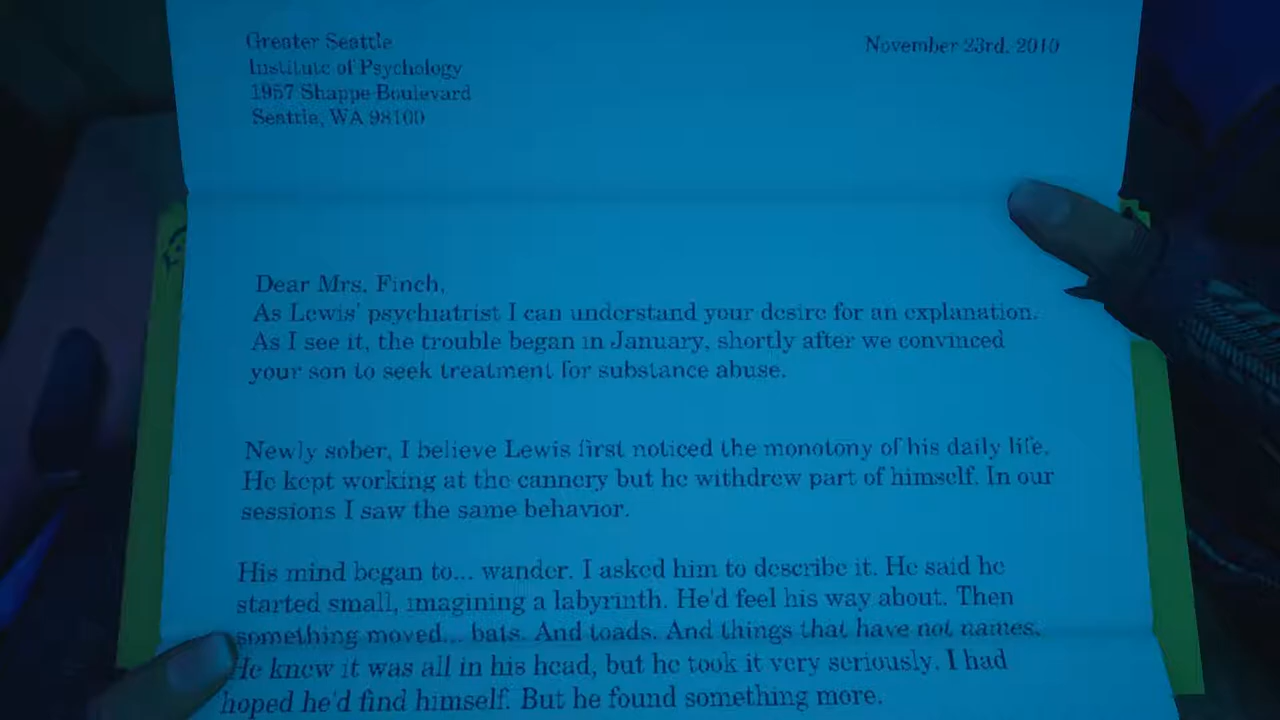 Greater Seattle
November 23rd, 2010
Institute of Psychology
1957 Shappe Boulevard
Seattle, WA 98100
Dear Mrs. Finch,
As Lewis' psychiatrist I can understand your desire for an explanation.
As I see it, the trouble began in January, shortly after we convinced
your son to seek treatment for substance abuse.
Newly sober, I believe Lewis first noticed the monotony of his daily life.
He kept working at the cannery but he withdrew part of himself. In our
sessions I saw the same behavior.
His mind began to... wander. I asked him to describe it. He said he
started small, imagining a labyrinth. He'd feel his way about. Then
something moved... bats. And toads. And things that have not names.
He knew it was all in his head, but he took it very seriously. I had
hoped he'd find himself. But he found something more.